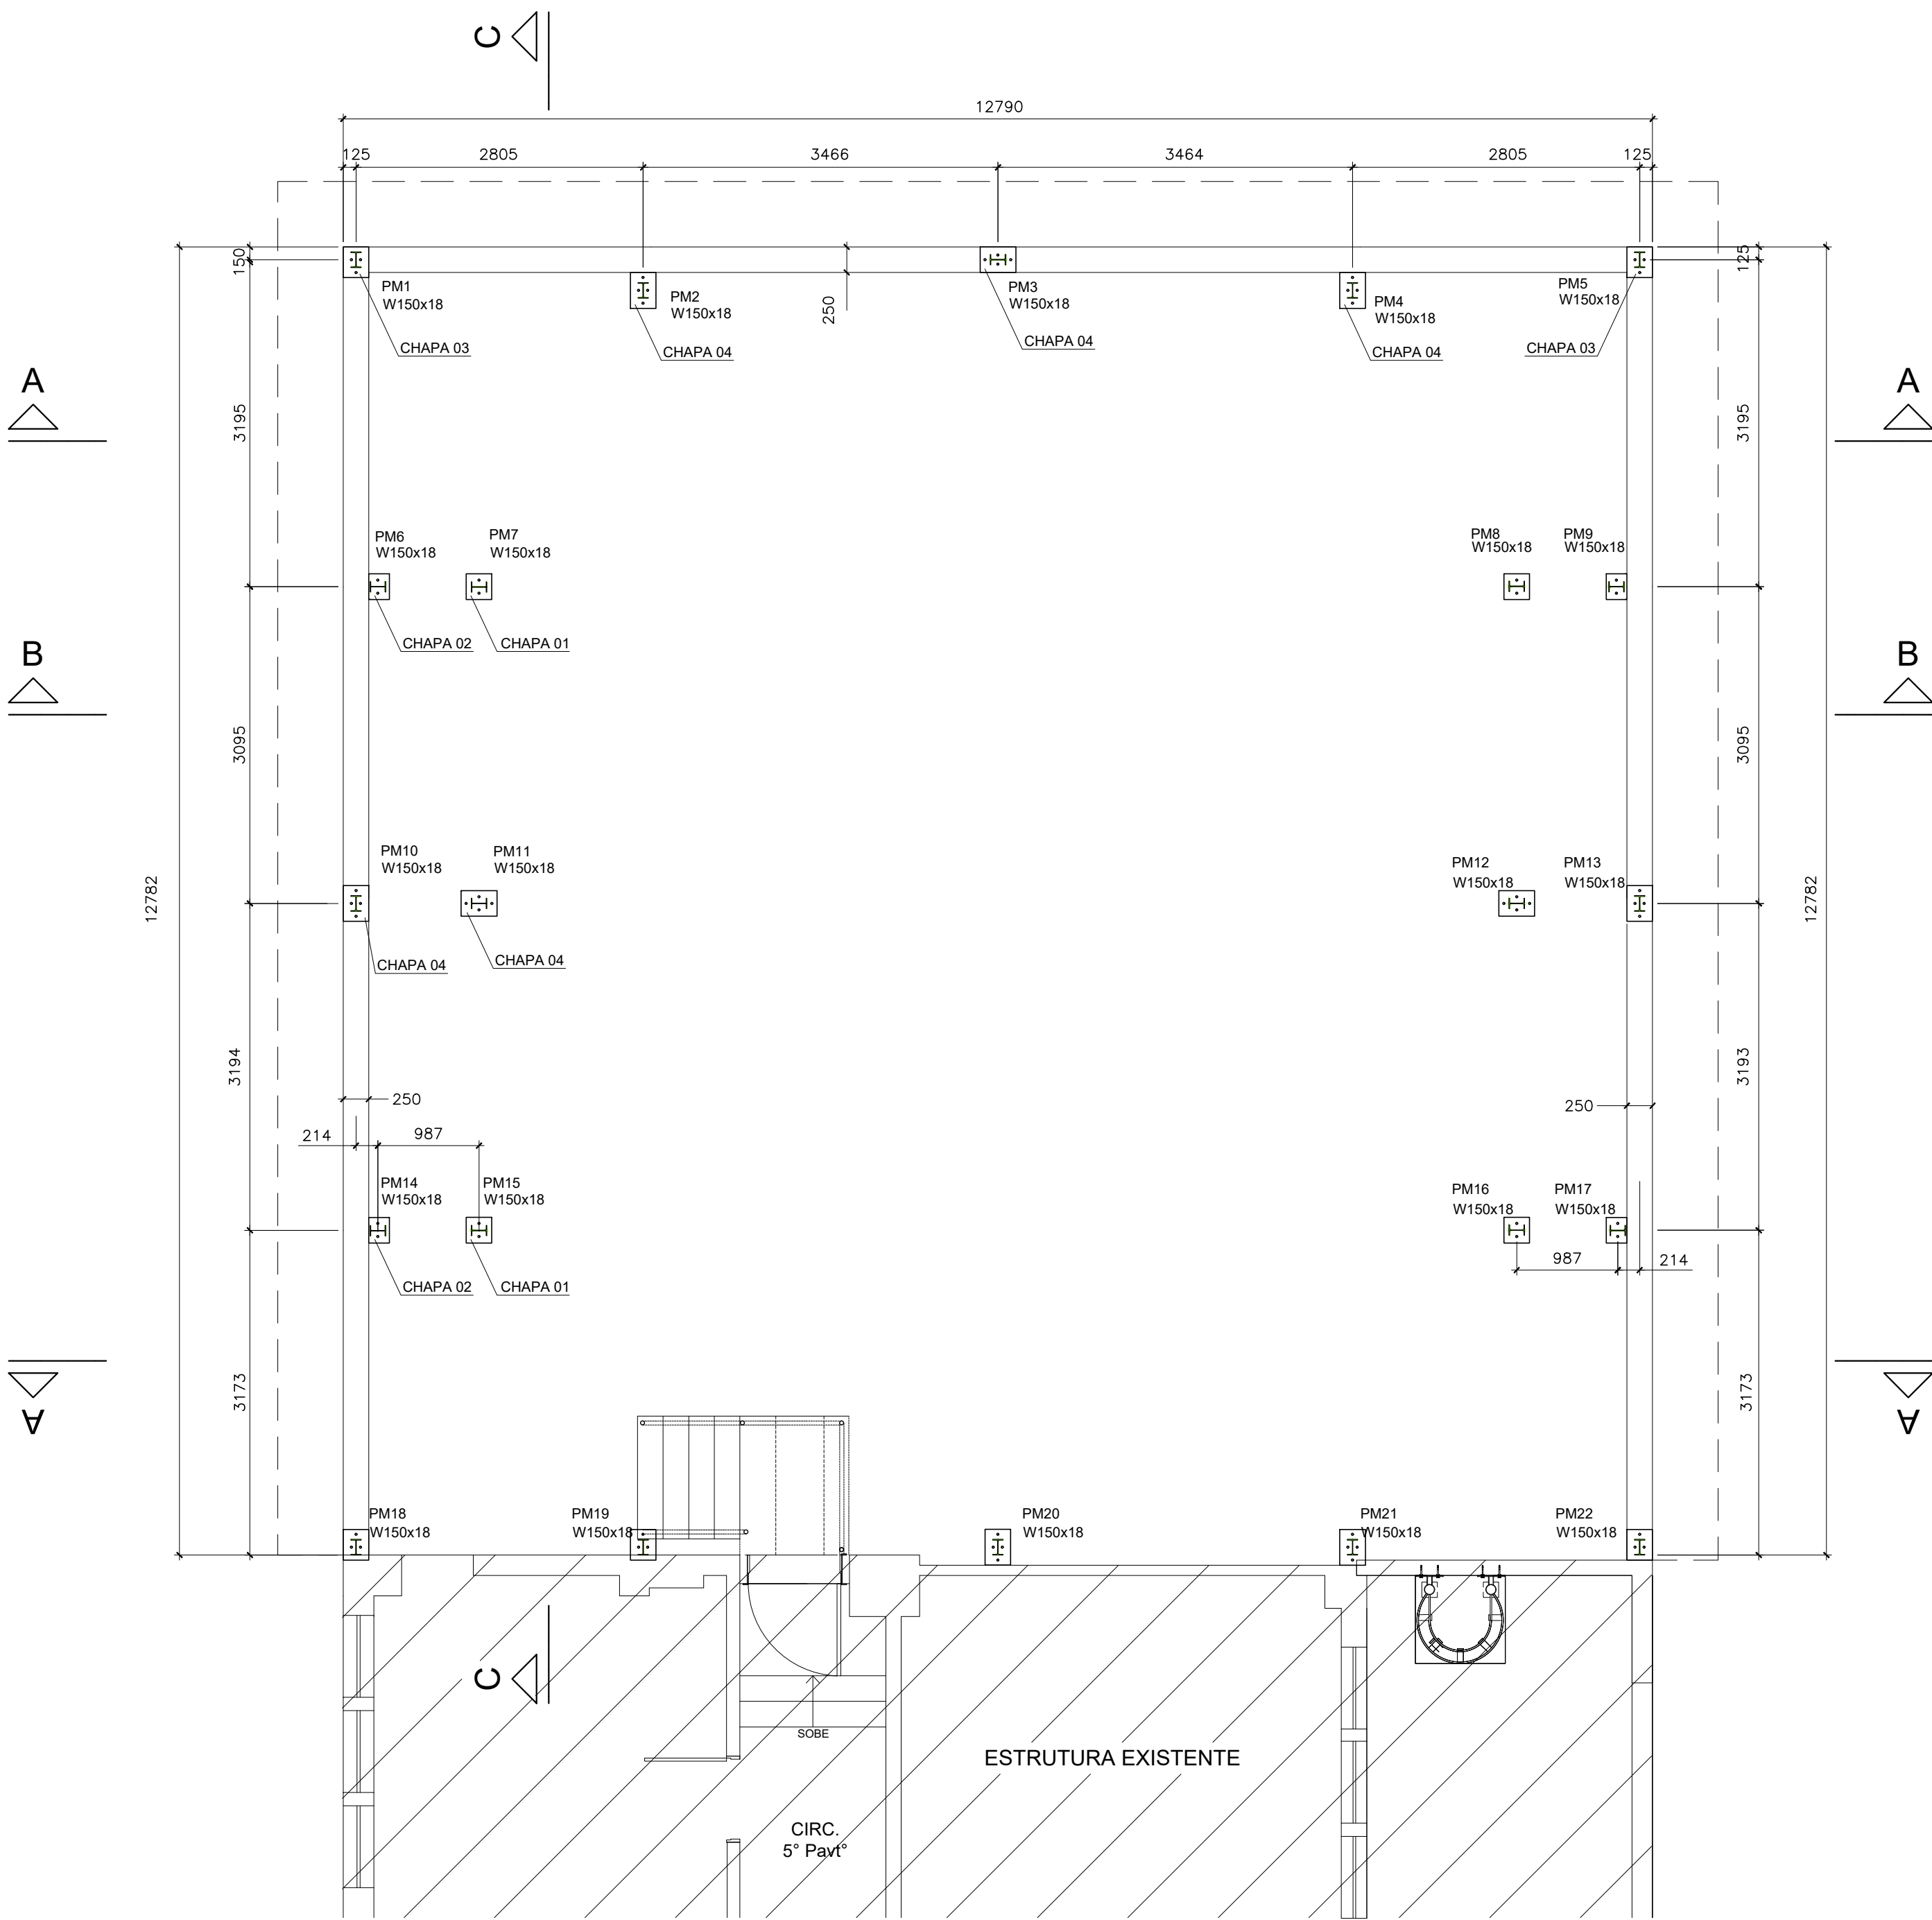 C
12790
125
2805
3466
3464
2805
125
150
125
PM1
W150x18
CHAPA 03
PM2
W150x18
CHAPA 04
250
PM3
W150x18
CHAPA 04
PM4
W150x18
CHAPA 04
PM5
W150x18
CHAPA 03
A
A
3195
3195
PM6
W150x18
PM7
W150x18
CHAPA 02
CHAPA 01
PM8
W150x18
PM9
W150x18
B
B
3095
3095
12782
12782
PM10
W150x18
PM11
W150x18
CHAPA 04
CHAPA 04
PM12
W150x18
PM13
W150x18
3194
3193
250
250
214
987
PM14
W150x18
PM15
W150x18
CHAPA 02
CHAPA 01
PM16
W150x18
PM17
W150x18
987
214
3173
3173
A
A
PM18
W150x18
PM19
W150x18
PM20
W150x18
PM21
W150x18
PM22
W150x18
C
SOBE
ESTRUTURA EXISTENTE
CIRC.
5° Pavt°